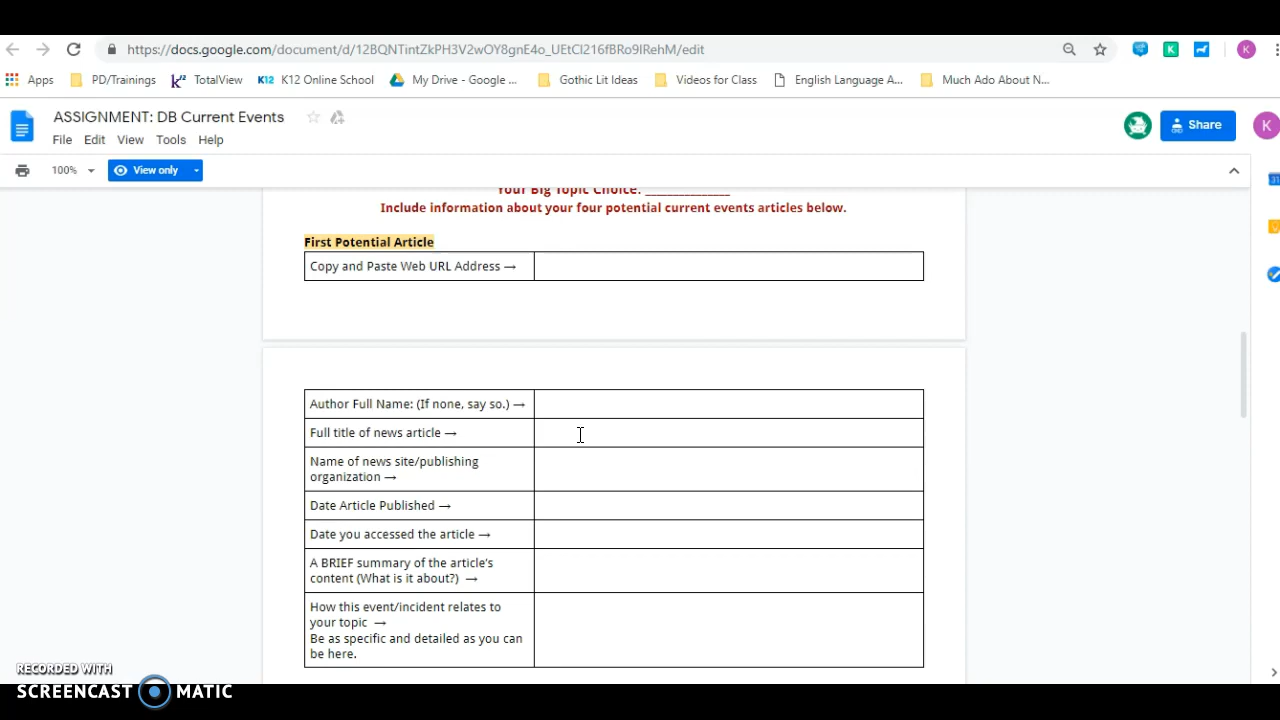 https://docs.google.com/document/d/12BQNTintZkPH3V2wOY8gnE4o_UEtCl216fBRo9IRehM/edit
K
K
Apps PD/Trainings TotalView K12 K12 Online School My Drive - Google ... Gothic Lit Ideas Videos for Class English Language A... Much Ado About N...
ASSIGNMENT: DB Current Events
Share
K
File Edit View Tools Help
100% View only
31
Your Big Topic Choice: _______________
Include information about your four potential current events articles below.
First Potential Article
Copy and Paste Web URL Address →
Author Full Name: (If none, say so.) →
Full title of news article →
Name of news site/publishing
organization →
Date Article Published →
Date you accessed the article →
A BRIEF summary of the article's
content (What is it about?) →
How this event/incident relates to
your topic →
Be as specific and detailed as you can
be here.
RECORDED WITH
SCREENCAST MATIC